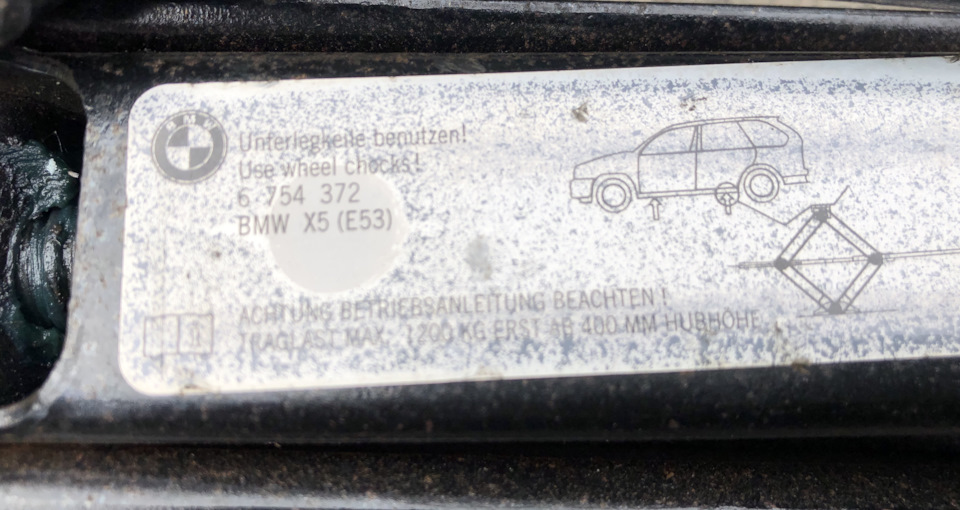 BMW
Unterlegkeile benutzen!
Use wheel chocks!
6 754 372
BMW X5 (E53)
ACHTUNG BETRIEBSANLEITUNG BEACHTEN!
TRAGLAST MAX. 1200 KG ERST AB 400 MM HUBHÖHE